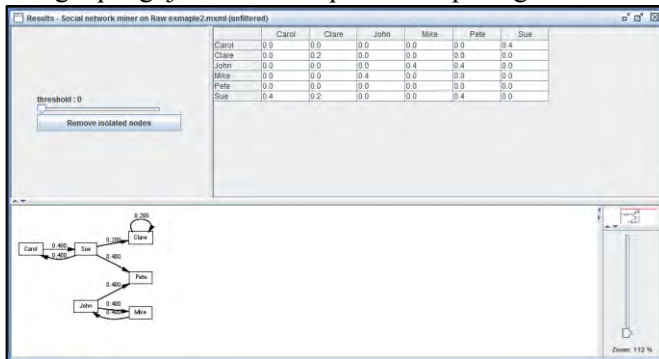 Results - Social network miner on Raw exmaple2.mxml (unfiltered)
Carol Clare John Mike Pete Sue
Carol 0.0 0.0 0.0 0.0 0.0 0.4
Clare 0.0 0.2 0.0 0.0 0.0 0.0
John 0.0 0.0 0.0 0.4 0.4 0.0
Mike 0.0 0.0 0.4 0.0 0.0 0.0
Pete 0.0 0.0 0.0 0.0 0.0 0.0
Sue 0.4 0.2 0.0 0.0 0.4 0.0
threshold : 0
Remove isolated nodes
0.200
Carol 0.400 Sue 0.200 Clare
0.400 0.400
Pete
0.400
John 0.400 Mike
0.400
Zoom: 112 %